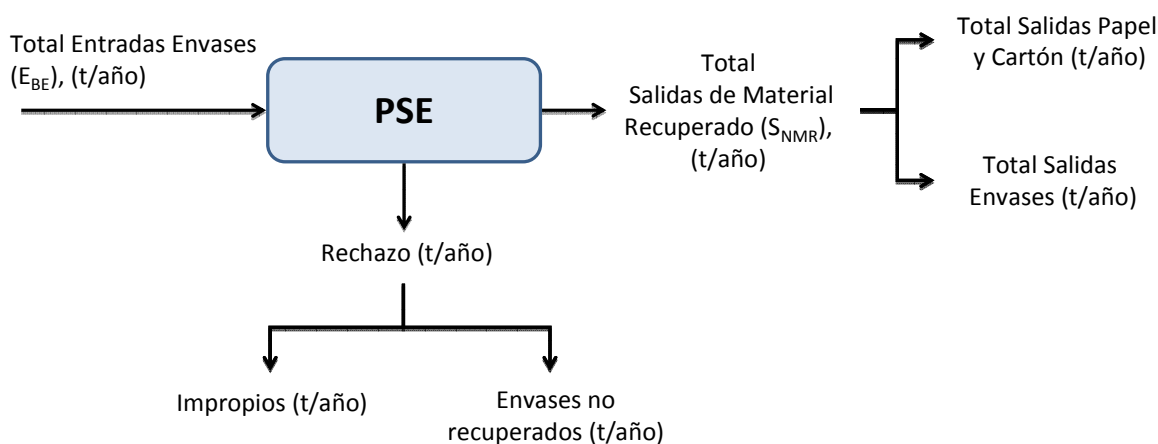 Total Entradas Envases
(E_BE), (t/año)
PSE
Total
Salidas de Material
Recuperado (S_NMR),
(t/año)
Total Salidas Papel
y Cartón (t/año)
Total Salidas
Envases (t/año)
Rechazo (t/año)
Impropios (t/año)
Envases no
recuperados (t/año)